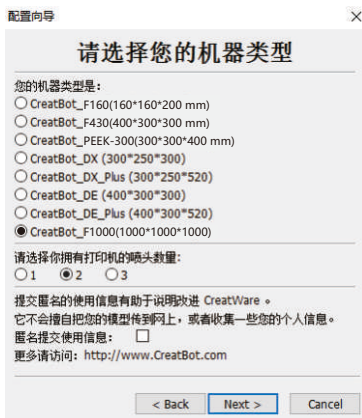 配置向导
请选择您的机器类型
您的机器类型是：
CreatBot_F160(160*160*200 mm)
CreatBot_F430(400*300*300 mm)
CreatBot_PEEK-300(300*300*400 mm)
CreatBot_DX (300*250*300)
CreatBot_DX_Plus (300*250*520)
CreatBot_DE (400*300*300)
CreatBot_DE_Plus (400*300*520)
CreatBot_F1000(1000*1000*1000)
请选择你拥有打印机的喷头数量:
1 2 3
提交匿名的使用信息有助于说明改进 CreatWare 。
它不会擅自把您的模型传到网上，或者收集一些您的个人信息。
匿名提交使用信息：
更多请访问：http://www.CreatBot.com
< Back Next > Cancel